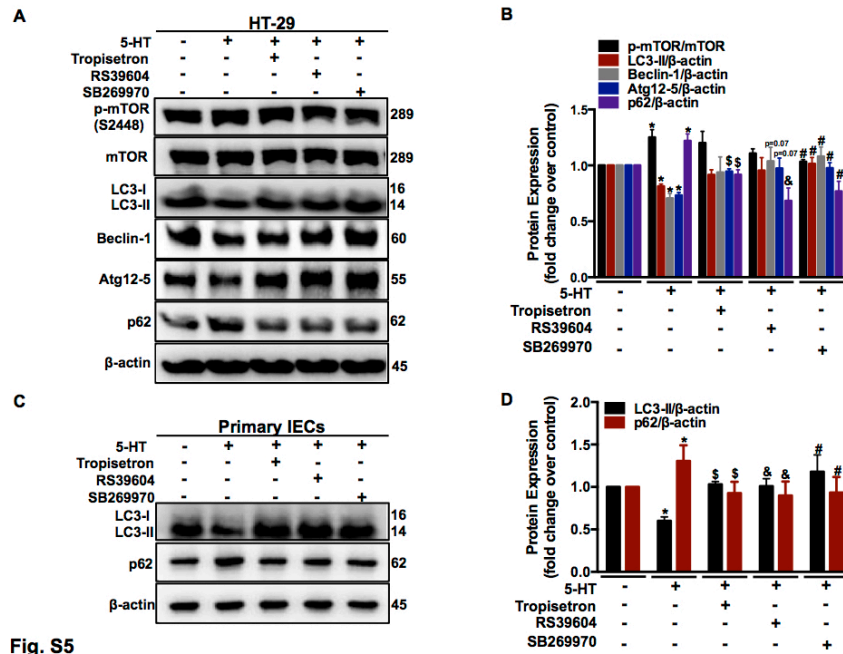 A
HT-29
5-HT - + + + +
Tropisetron - - + - -
RS39604 - - - + -
SB269970 - - - - +
p-mTOR
(S2448)
289
mTOR 289
LC3-I 16
LC3-II 14
Beclin-1 60
Atg12-5 55
p62 62
β-actin 45
B
p-mTOR/mTOR
LC3-II/β-actin
Beclin-1/β-actin
Atg12-5/β-actin
p62/β-actin
Protein Expression
(fold change over control)
1.5
1.0
0.5
0.0
* * * * *
$ $
p=0.07
p=0.07
&
# # # # #
5-HT - + + + +
Tropisetron - - + - -
RS39604 - - - + -
SB269970 - - - - +
C
Primary IECs
5-HT - + + + +
Tropisetron - - + - -
RS39604 - - - + -
SB269970 - - - - +
LC3-I 16
LC3-II 14
p62 62
β-actin 45
D
LC3-II/β-actin
p62/β-actin
Protein Expression
(fold change over control)
2.0
1.5
1.0
0.5
0.0
* *
$ $
& &
# #
5-HT - + + + +
Tropisetron - - + - -
RS39604 - - - + -
SB269970 - - - - +
Fig. S5